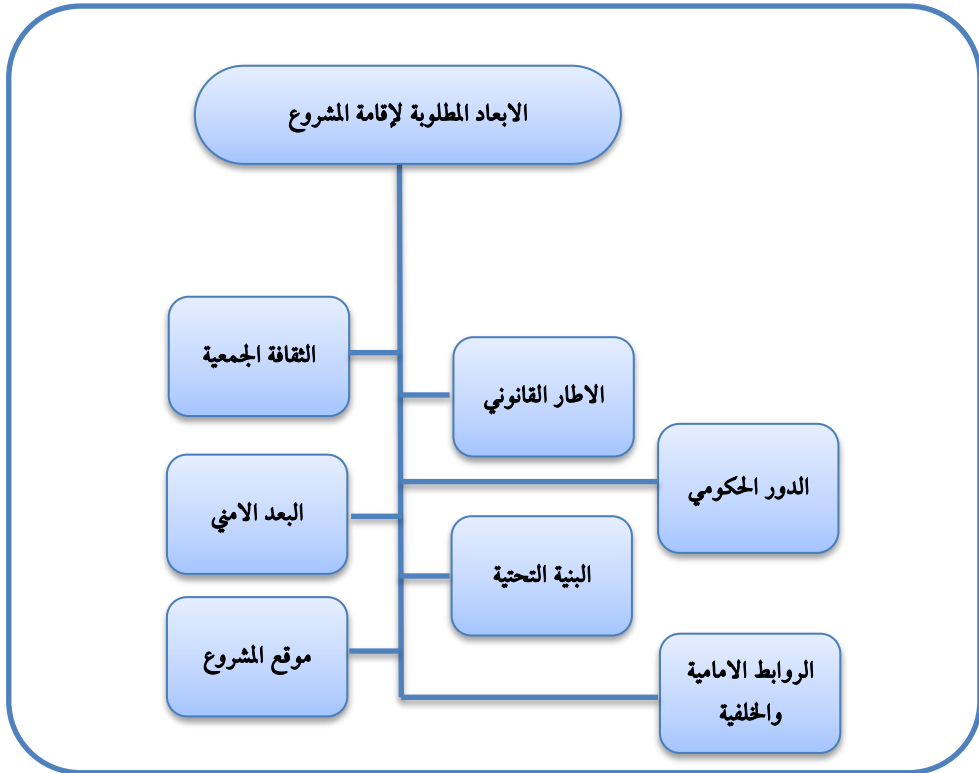 الابعاد المطلوبة لإقامة المشروع
الثقافة الجمعية
الاطار القانوني
الدور الحكومي
البعد الامني
البنية التحتية
موقع المشروع
الروابط الامامية
والخلفية